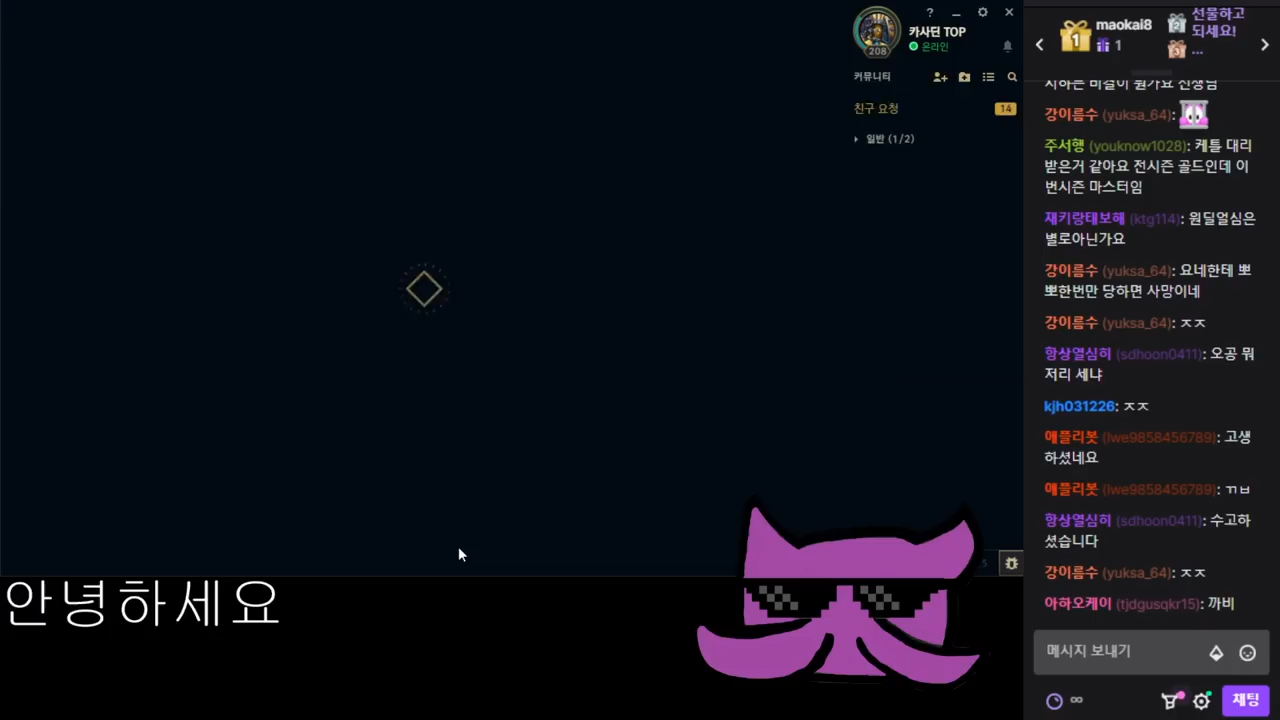 카사딘 TOP
208
온라인
커뮤니티
친구 요청
14
일반 (1/2)
안녕하세요
maokai8
1
1
선물하고
되세요!
...
지하는 비결이 뭔가요 선생님
강이름수 (yuksa_64):
주서행 (youknow1028): 케틀 대리
받은거 같아요 전시즌 골드인데 이
번시즌 마스터임
재키랑태보해 (ktg114): 원딜얼심은
별로아닌가요
강이름수 (yuksa_64): 요네한테 뽀
뽀한번만 당하면 사망이네
강이름수 (yuksa_64): ㅈㅈ
항상열심히 (sdhoon0411): 오공 뭐
저리 세냐
kjh031226: ㅈㅈ
애플리봇 (lwe9858456789): 고생
하셨네요
애플리봇 (lwe9858456789): ㄲㅂ
항상열심히 (sdhoon0411): 수고하
셨습니다
강이름수 (yuksa_64): ㅈㅈ
아하오케이 (tjdgusqkr15): 까비
메시지 보내기
채팅